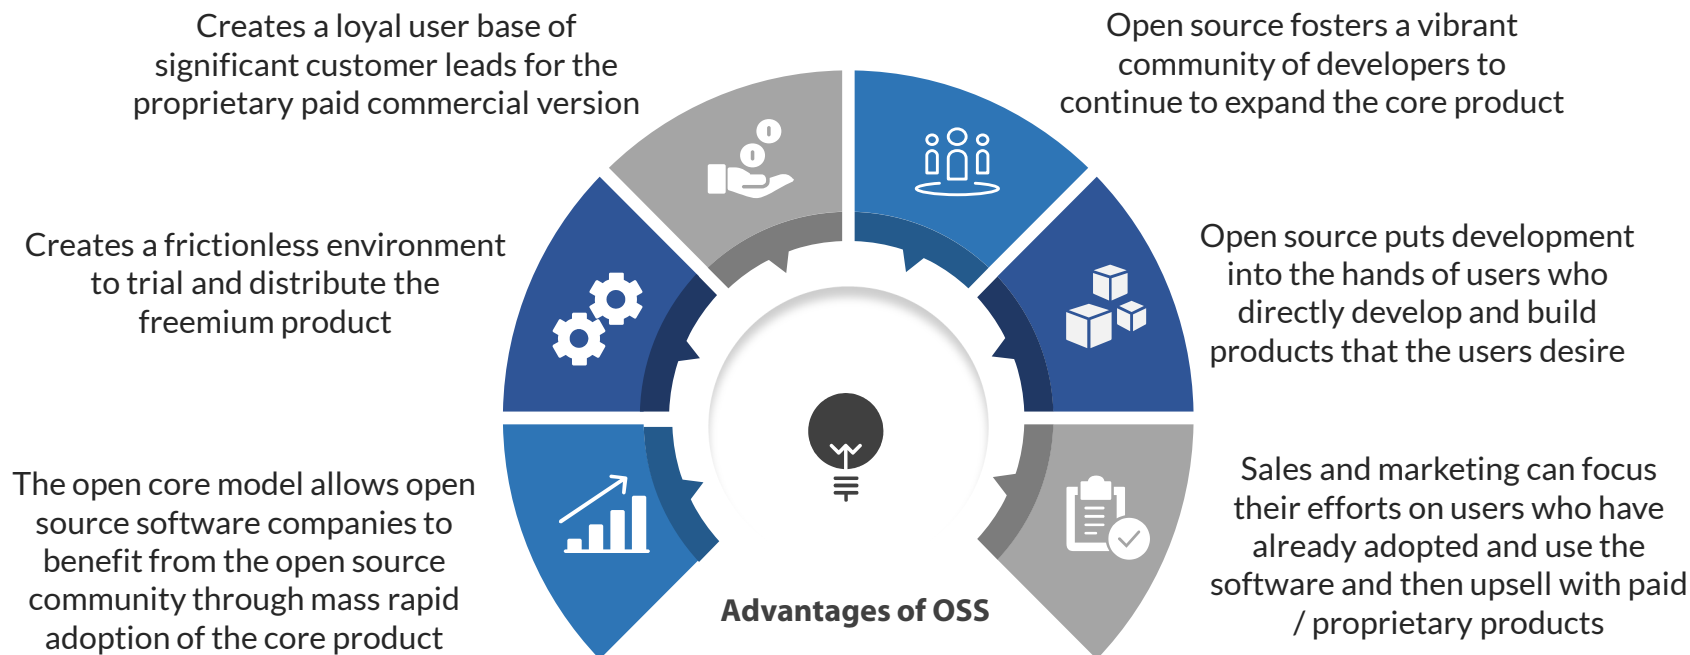 Creates a loyal user base of
significant customer leads for the
proprietary paid commercial version
Open source fosters a vibrant
community of developers to
continue to expand the core product
Creates a frictionless environment
to trial and distribute the
freemium product
Open source puts development
into the hands of users who
directly develop and build
products that the users desire
The open core model allows open
source software companies to
benefit from the open source
community through mass rapid
adoption of the core product
Sales and marketing can focus
their efforts on users who have
already adopted and use the
software and then upsell with paid
/ proprietary products
Advantages of OSS